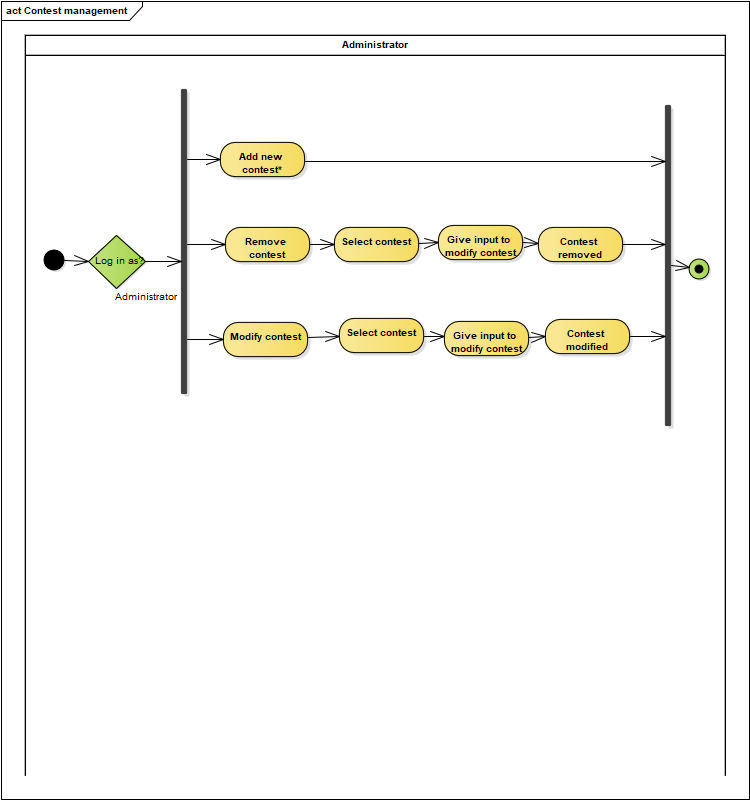 act Contest management
Administrator
Add new
contest*
Remove
contest
Select contest
Give input to
modify contest
Contest
removed
Log in as?
Administrator
Modify contest
Select contest
Give input to
modify contest
Contest
modified